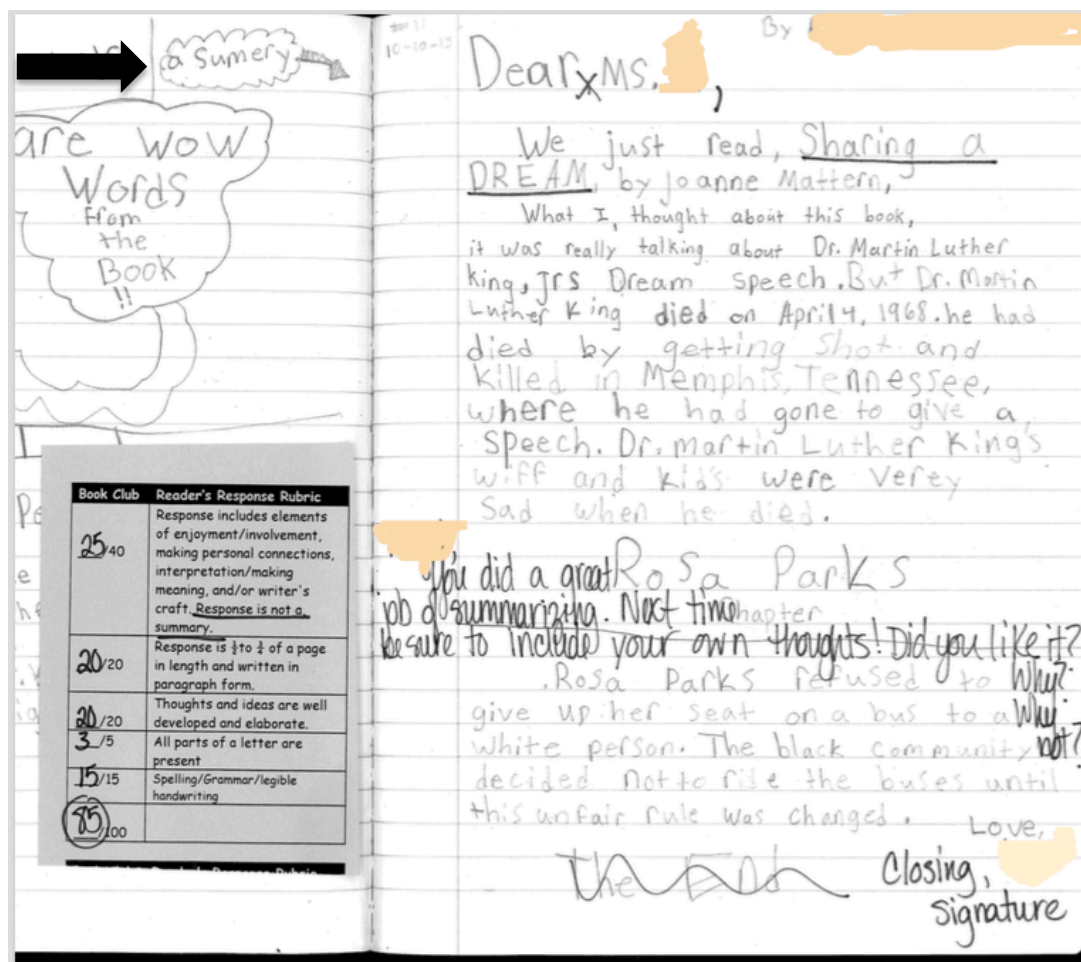 a Sumery
are WOW
Words
From
the
Book
!!
Book Club Reader's Response Rubric
25/40 Response includes elements
of enjoyment/involvement,
making personal connections,
interpretation/making
meaning, and/or writer's
craft. Response is not a
summary.
20/20 Response is ½ to ¾ of a page
in length and written in
paragraph form.
20/20 Thoughts and ideas are well
developed and elaborate.
3/5 All parts of a letter are
present
15/15 Spelling/Grammar/legible
handwriting
85/100
10-10-13
By
Dear Ms. ,
We just read, Sharing a
DREAM, by Joanne Mattern,
What I, thought about this book,
it was really talking about Dr. Martin Luther
king, Jrs Dream speech. But Dr. Martin
Luther King died on April 4, 1968. he had
died by getting Shot and
killed in Memphis, Tennessee,
where he had gone to give a
speech. Dr. martin Luther King's
wiff and kid's were Verey
Sad when he died.
Rosa Parks
chapter
You did a great
job of summarizing. Next time
be sure to include your own thoughts! Did you like it?
Why?
Why
not?
.Rosa Parks refused to
give up her seat on a bus to a
white person. The black community
decided not to ride the buses until
this unfair rule was changed.
Love,
The End
Closing,
signature